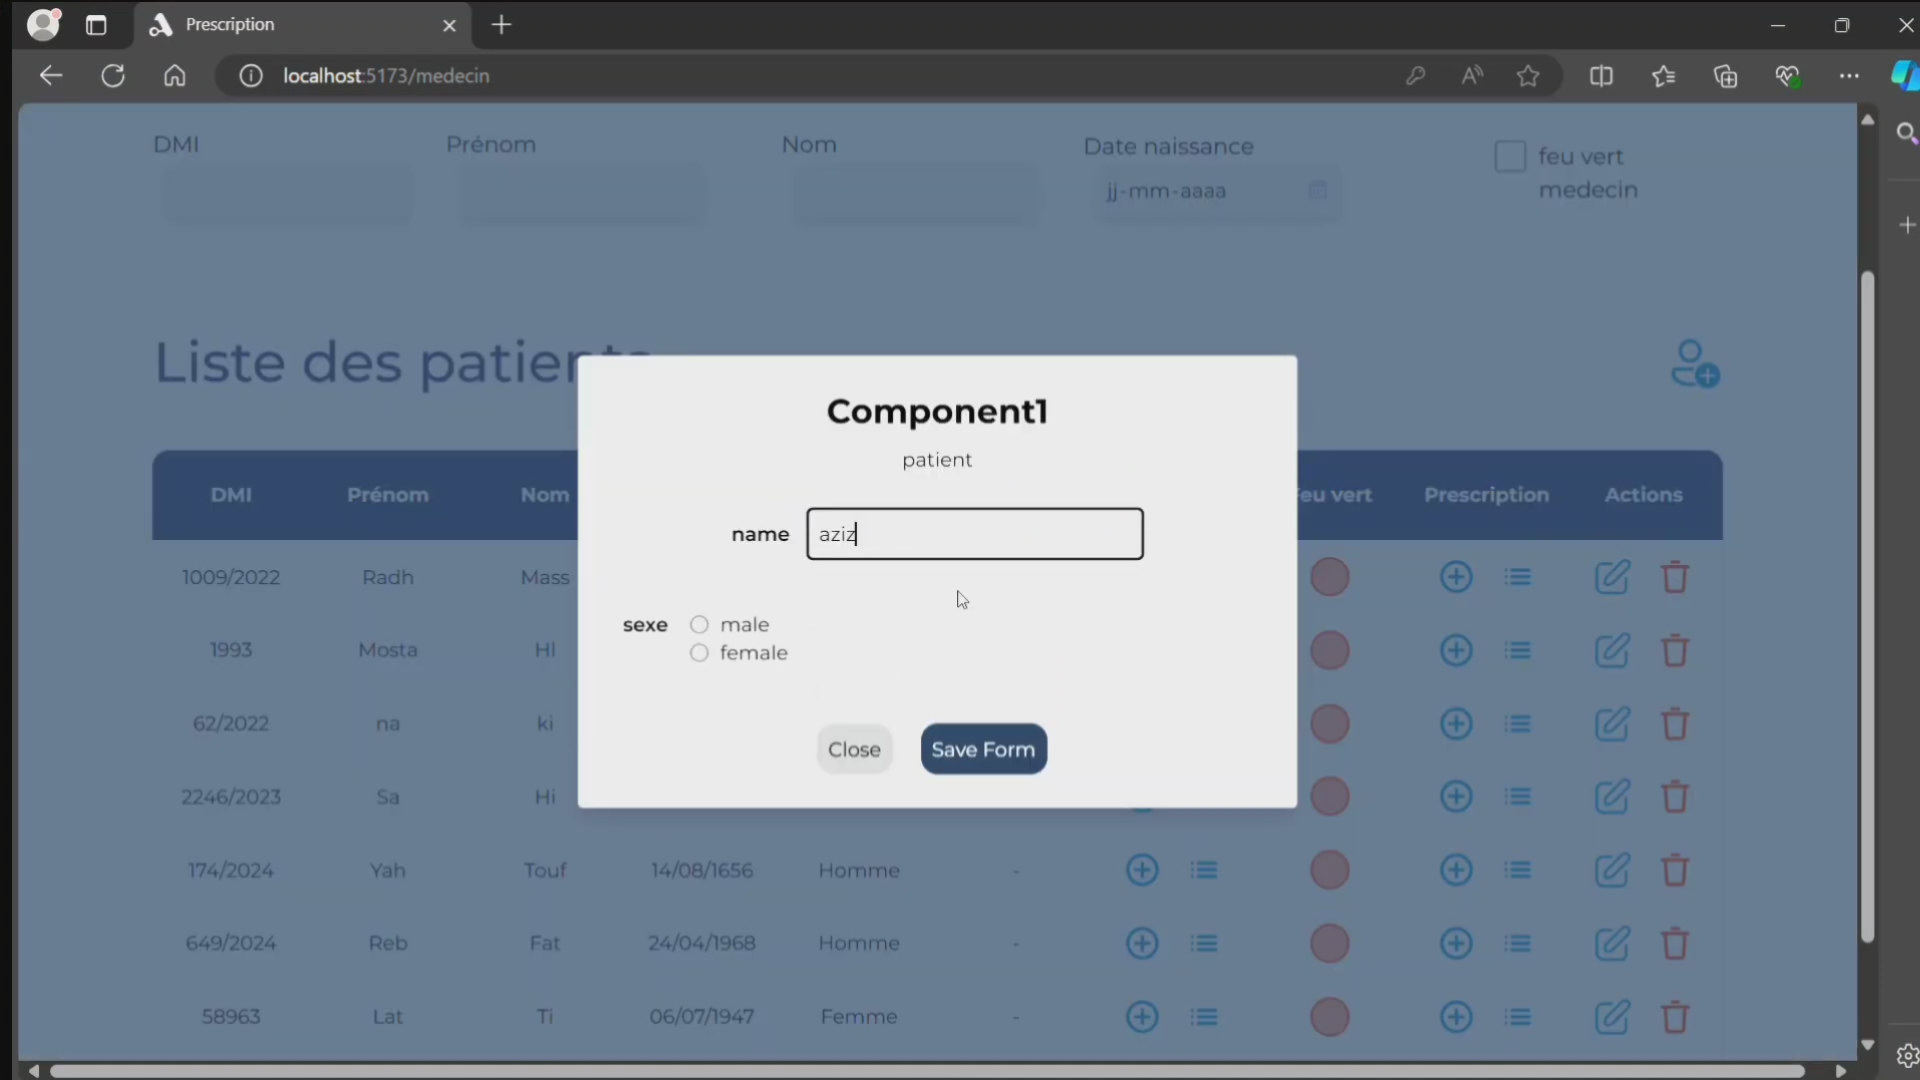 Prescription
localhost:5173/medecin
DMI
Prénom
Nom
Date naissance
jj-mm-aaaa
feu vert
medecin
Liste des patients
Component1
patient
name
aziz
sexe
male
female
Close
Save Form
DMI Prénom Nom Feu vert Prescription Actions
1009/2022 Radh Mass
1993 Mosta Hl
62/2022 na ki
2246/2023 Sa Hi
174/2024 Yah Touf 14/08/1656 Homme -
649/2024 Reb Fat 24/04/1968 Homme -
58963 Lat Ti 06/07/1947 Femme -